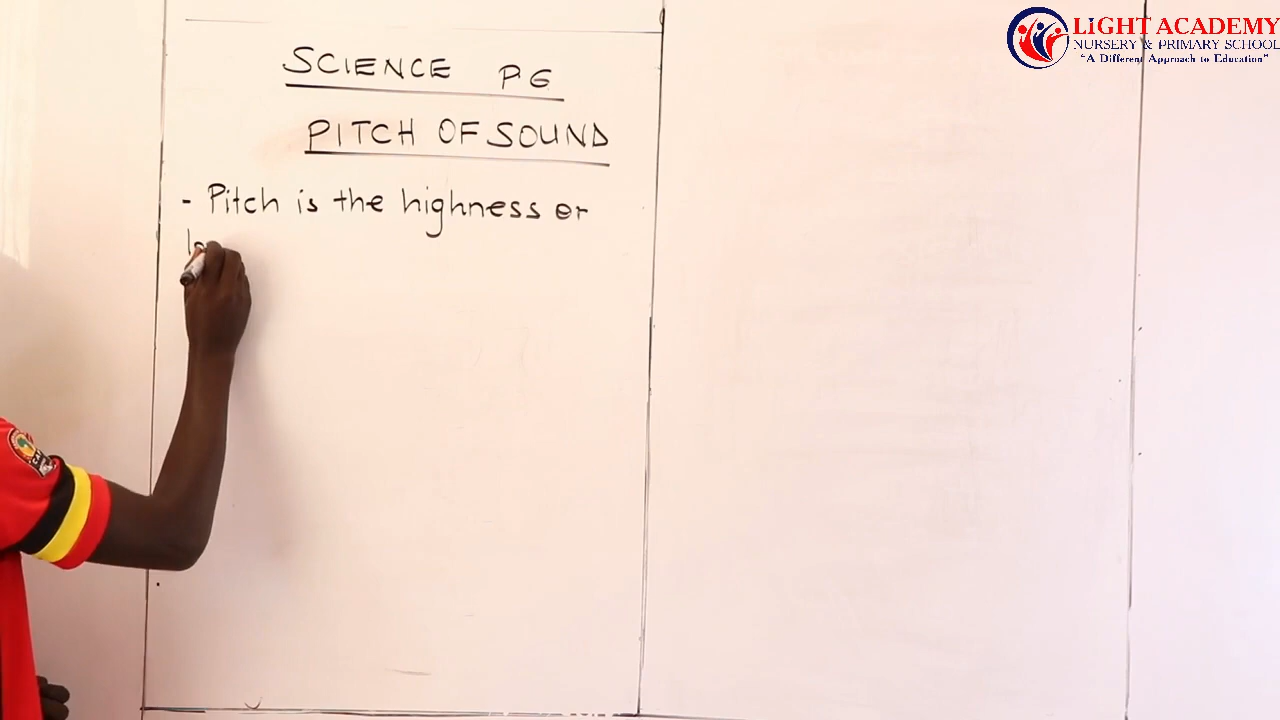 LIGHT ACADEMY
NURSERY & PRIMARY SCHOOL
"A Different Approach to Education"
SCIENCE P6
PITCH OF SOUND
- Pitch is the highness or
lo